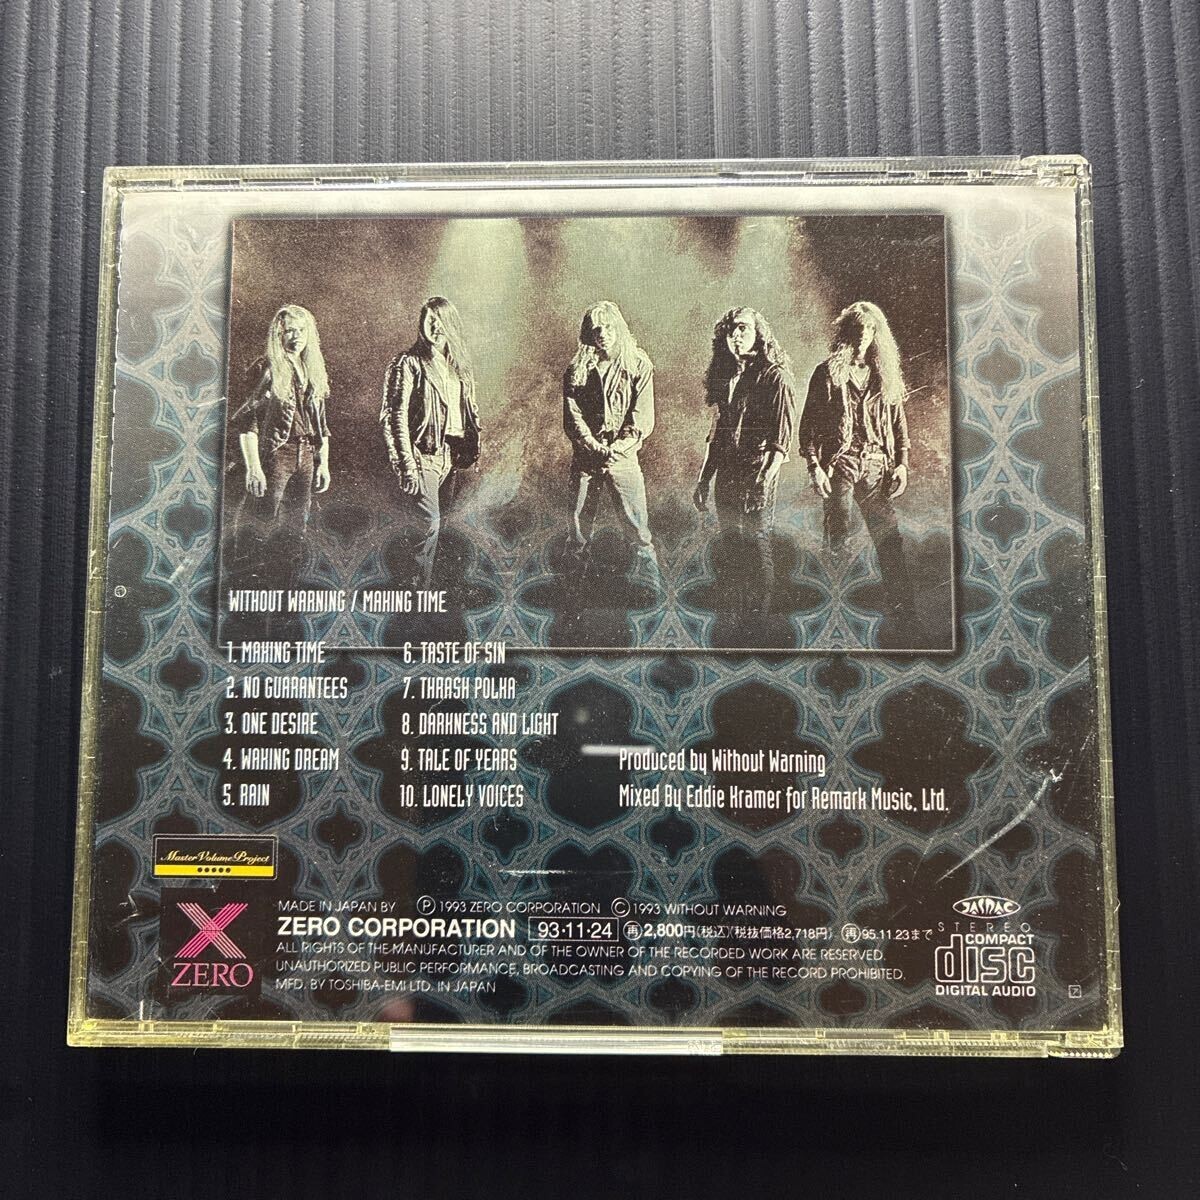 WITHOUT WARNING / MAKING TIME
1. MAKING TIME
2. NO GUARANTEES
3. ONE DESIRE
4. WAKING DREAM
5. RAIN
6. TASTE OF SIN
7. THRASH POLKA
8. DARKNESS AND LIGHT
9. TALE OF YEARS
10. LONELY VOICES
Produced by Without Warning
Mixed By Eddie Kramer for Remark Music, Ltd.
Master Volume Project
ZERO
MADE IN JAPAN BY Ⓟ 1993 ZERO CORPORATION Ⓒ 1993 WITHOUT WARNING
ZERO CORPORATION 93・11・24 再 2,800円(税込)(税抜価格2,718円) 再 95.11.23まで
ALL RIGHTS OF THE MANUFACTURER AND OF THE OWNER OF THE RECORDED WORK ARE RESERVED.
UNAUTHORIZED PUBLIC PERFORMANCE, BROADCASTING AND COPYING OF THE RECORD PROHIBITED.
MFD. BY TOSHIBA-EMI LTD. IN JAPAN
JASRAC
STEREO
COMPACT
disc
DIGITAL AUDIO